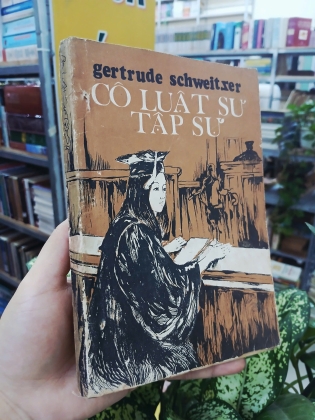 gertrude schweitzer
CÔ LUẬT SƯ
TẬP SỰ